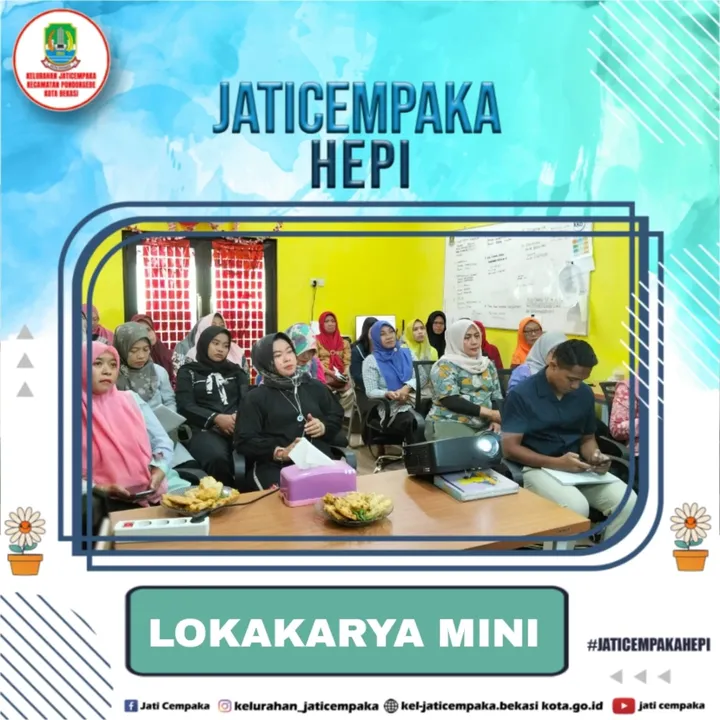 KELURAHAN JATICEMPAKA
KECAMATAN PONDOKGEDE
KOTA BEKASI
JATICEMPAKA
HEPI
LOKAKARYA MINI
#JATICEMPAKAHEPI
Jati Cempaka
kelurahan_jaticempaka
kel-jaticempaka.bekasi kota.go.id
jati cempaka